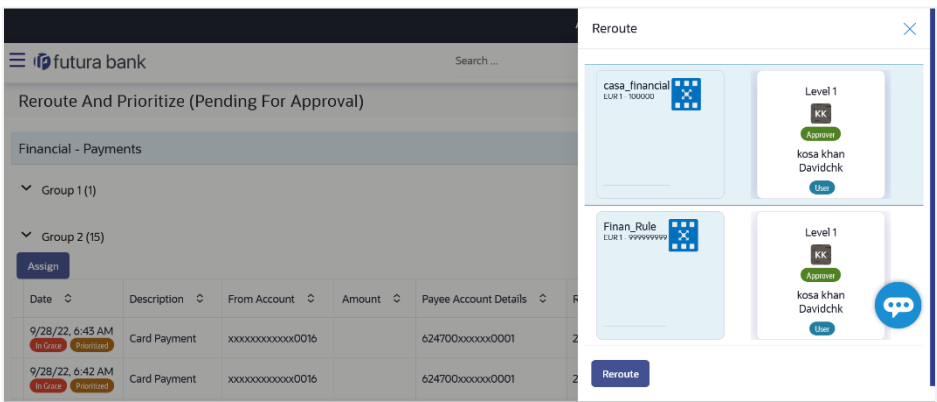 futura bank
Search ...
Reroute And Prioritize (Pending For Approval)
Financial - Payments
Group 1 (1)
Group 2 (15)
Assign
Date Description From Account Amount Payee Account Details
9/28/22, 6:43 AM
In Grace Prioritized
Card Payment xxxxxxxxxxxx0016 624700xxxxxx0001 2
9/28/22, 6:42 AM
In Grace Prioritized
Card Payment xxxxxxxxxxxx0016 624700xxxxxx0001 2
Reroute
casa_financial
EUR 1 - 100000
Level 1
KK
Approver
kosa khan
Davidchk
User
Finan_Rule
EUR 1 - 999999999
Level 1
KK
Approver
kosa khan
Davidchk
User
Reroute